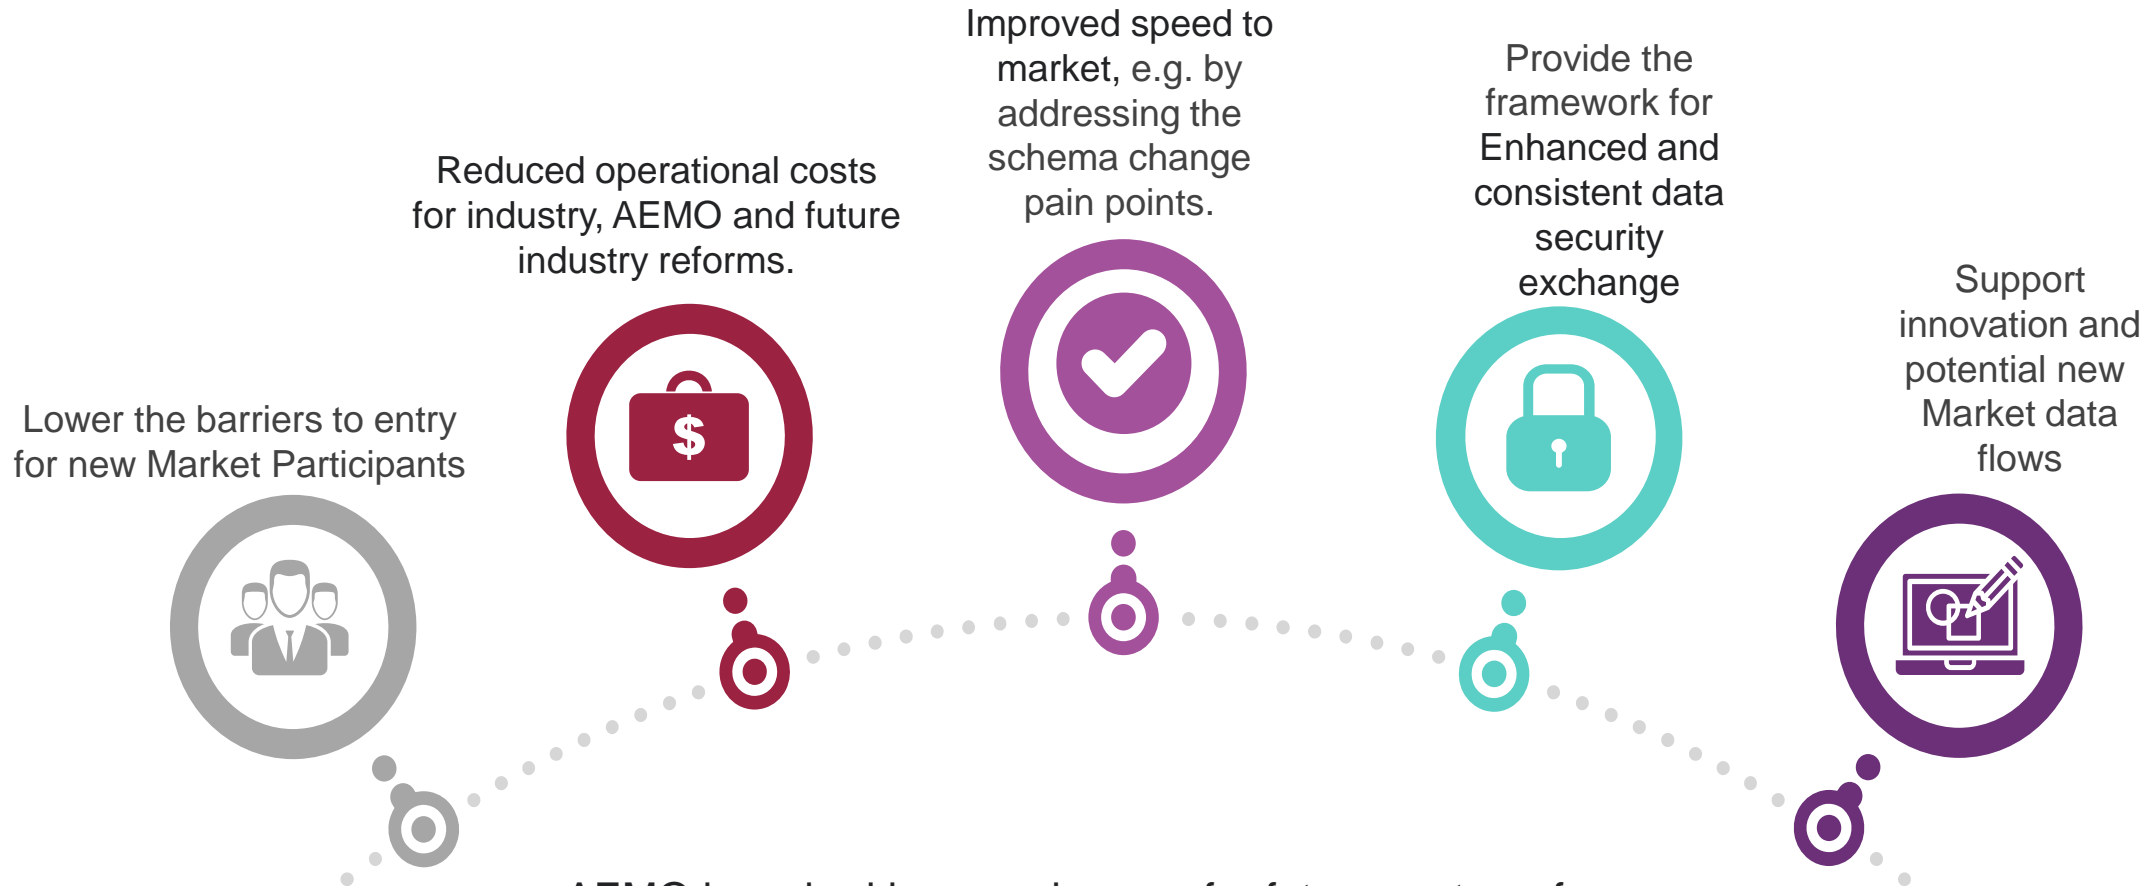 Lower the barriers to entry
for new Market Participants
Reduced operational costs
for industry, AEMO and future
industry reforms.
$
Improved speed to
market, e.g. by
addressing the
schema change
pain points.
Provide the
framework for
Enhanced and
consistent data
security
exchange
Support
innovation and
potential new
Market data
flows
AEMO